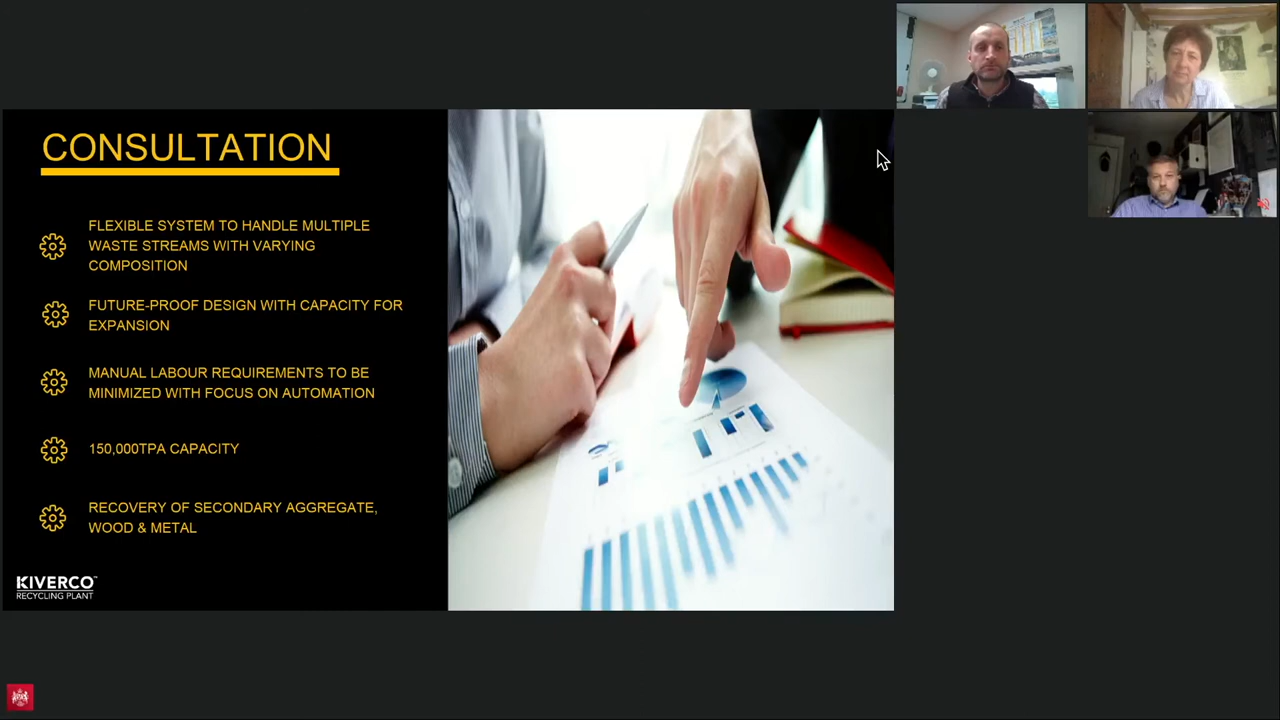 CONSULTATION
FLEXIBLE SYSTEM TO HANDLE MULTIPLE
WASTE STREAMS WITH VARYING
COMPOSITION
FUTURE-PROOF DESIGN WITH CAPACITY FOR
EXPANSION
MANUAL LABOUR REQUIREMENTS TO BE
MINIMIZED WITH FOCUS ON AUTOMATION
150,000TPA CAPACITY
RECOVERY OF SECONDARY AGGREGATE,
WOOD & METAL
KIVERCO™
RECYCLING PLANT